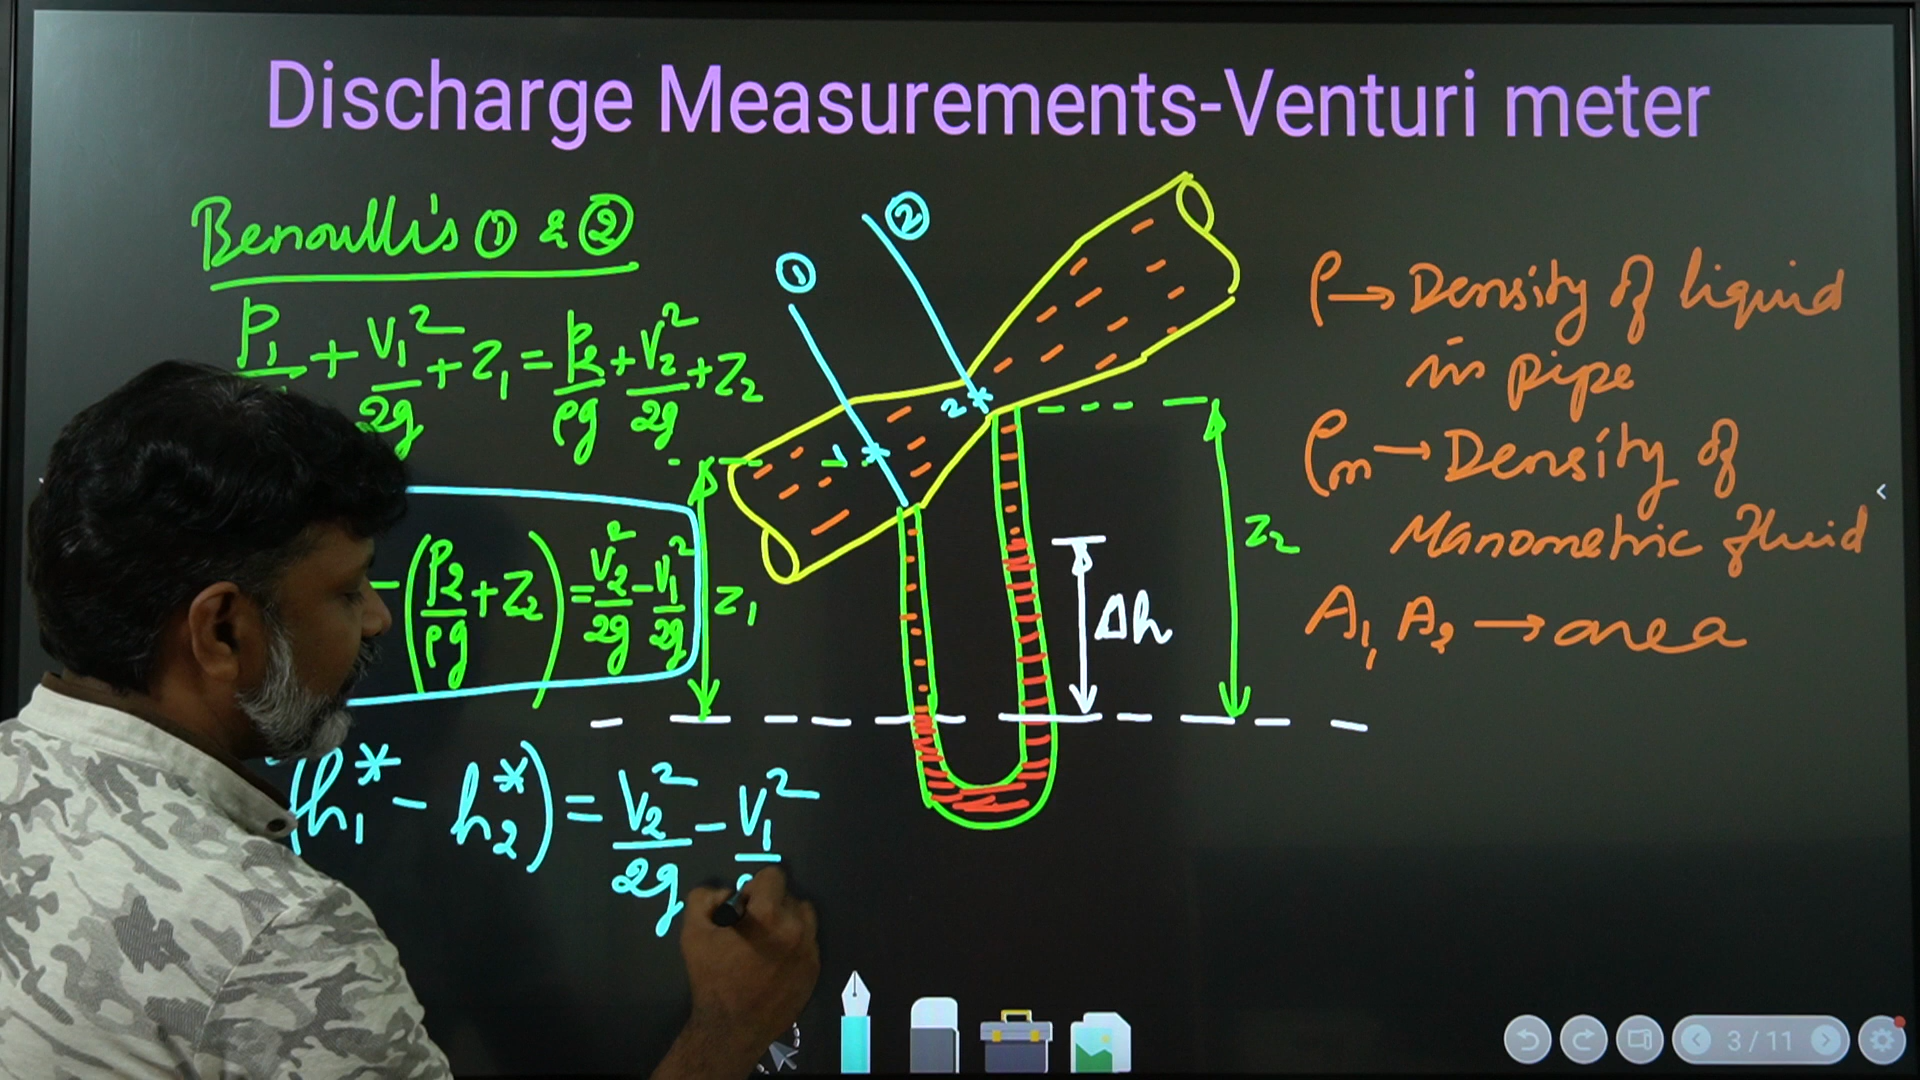 Discharge Measurements-Venturi meter
Benoulli's ① & ②
P₁ + V₁²/2g + Z₁ = P₂/ρg + V₂²/2g + Z₂
- (P₂/ρg + Z₂) = V₂²/2g - V₁²/2g
(h₁* - h₂*) = V₂²/2g - V₁²
①
②
1
2
Z₁
Δh
Z₂
ρ → Density of liquid
in pipe
ρm → Density of
Manometric fluid
A₁, A₂ → area
3 / 11